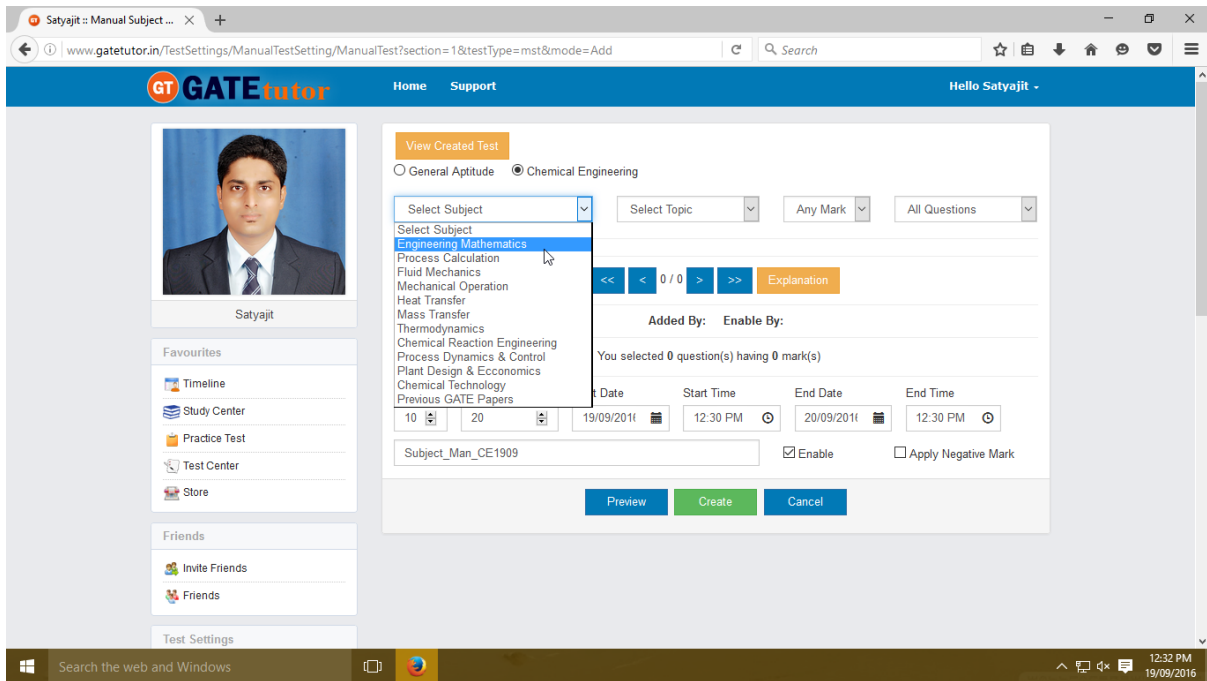 Satyajit :: Manual Subject ...
www.gatetutor.in/TestSettings/ManualTestSetting/ManualTest?section=1&testType=mst&mode=Add
Search
GT GATEtutor
Home Support
Hello Satyajit
Satyajit
Favourites
Timeline
Study Center
Practice Test
Test Center
Store
Friends
Invite Friends
Friends
Test Settings
View Created Test
General Aptitude Chemical Engineering
Select Subject Select Topic Any Mark All Questions
Select Subject
Engineering Mathematics
Process Calculation
Fluid Mechanics
Mechanical Operation
Heat Transfer
Mass Transfer
Thermodynamics
Chemical Reaction Engineering
Process Dynamics & Control
Plant Design & Ecconomics
Chemical Technology
Previous GATE Papers
<< < 0 / 0 > >> Explanation
Added By: Enable By:
You selected 0 question(s) having 0 mark(s)
t Date Start Time End Date End Time
10 20 19/09/201 12:30 PM 20/09/201 12:30 PM
Subject_Man_CE1909 Enable Apply Negative Mark
Preview Create Cancel
Search the web and Windows
12:32 PM
19/09/2016